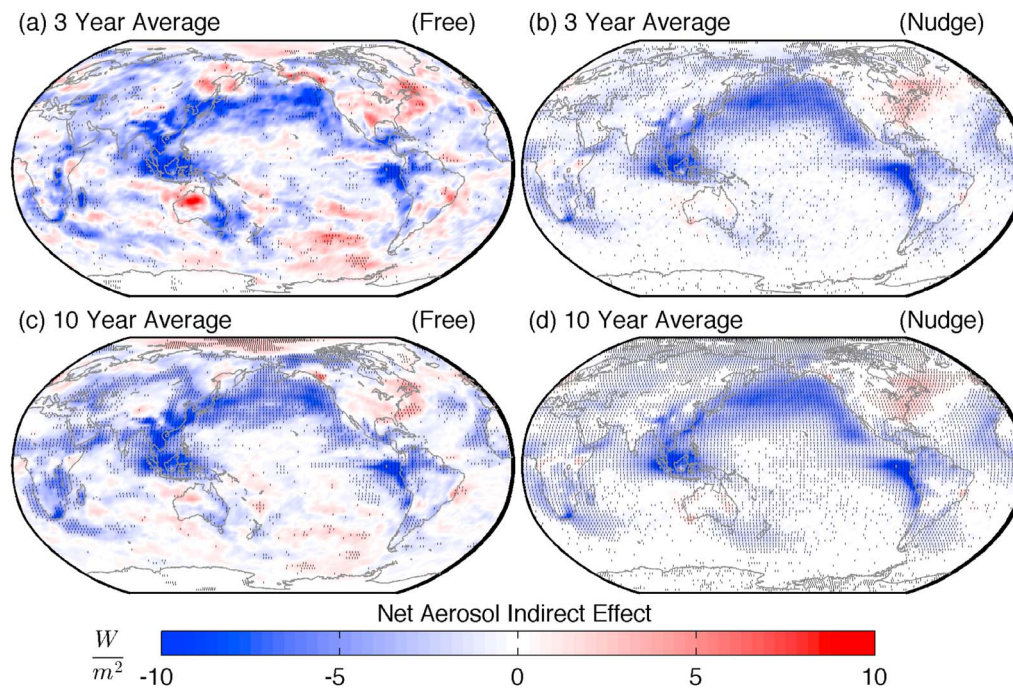 (a) 3 Year Average (Free)
(b) 3 Year Average (Nudge)
(c) 10 Year Average (Free)
(d) 10 Year Average (Nudge)
Net Aerosol Indirect Effect
W
m²
-10 -5 0 5 10